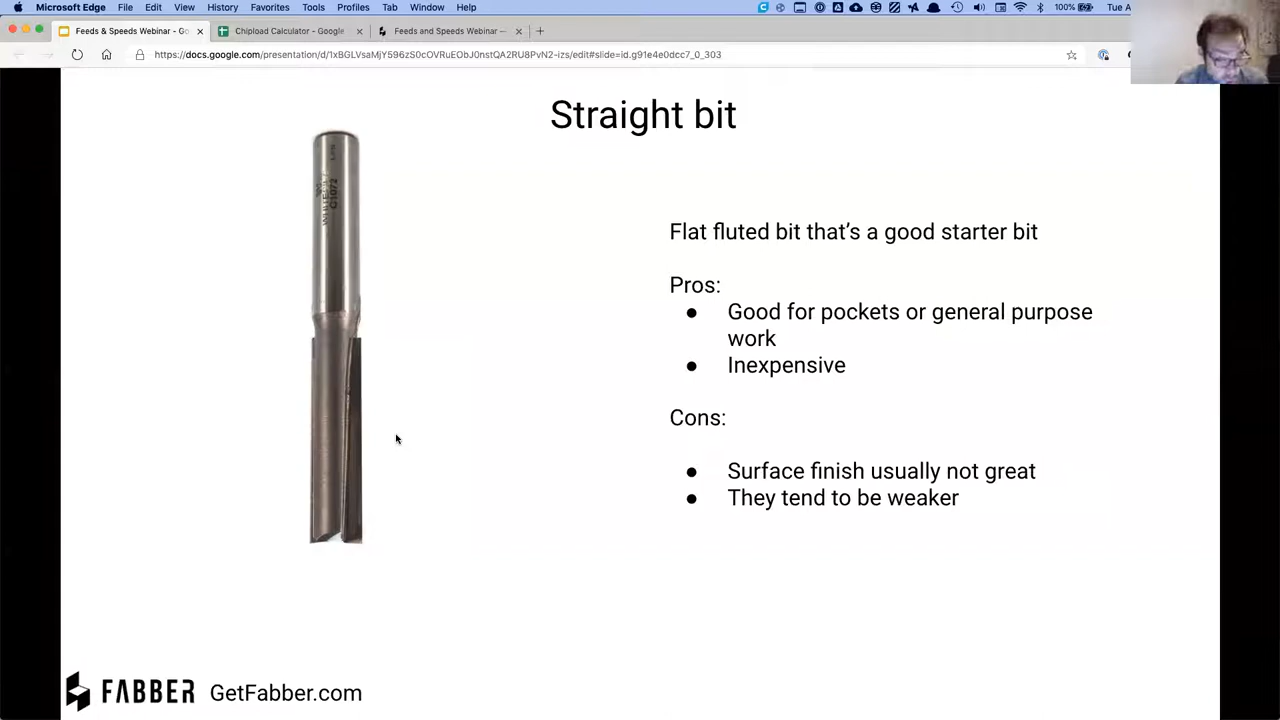 Microsoft Edge File Edit View History Favorites Tools Profiles Tab Window Help 100% Tue A
Feeds & Speeds Webinar - Go Chipload Calculator - Google Feeds and Speeds Webinar —
https://docs.google.com/presentation/d/1xBGLVsaMjY596zS0cOVRuEObJ0nstQA2RU8PvN2-izs/edit#slide=id.g91e4e0dcc7_0_303
Straight bit
Flat fluted bit that's a good starter bit
Pros:
● Good for pockets or general purpose
work
● Inexpensive
Cons:
● Surface finish usually not great
● They tend to be weaker
FABBER GetFabber.com